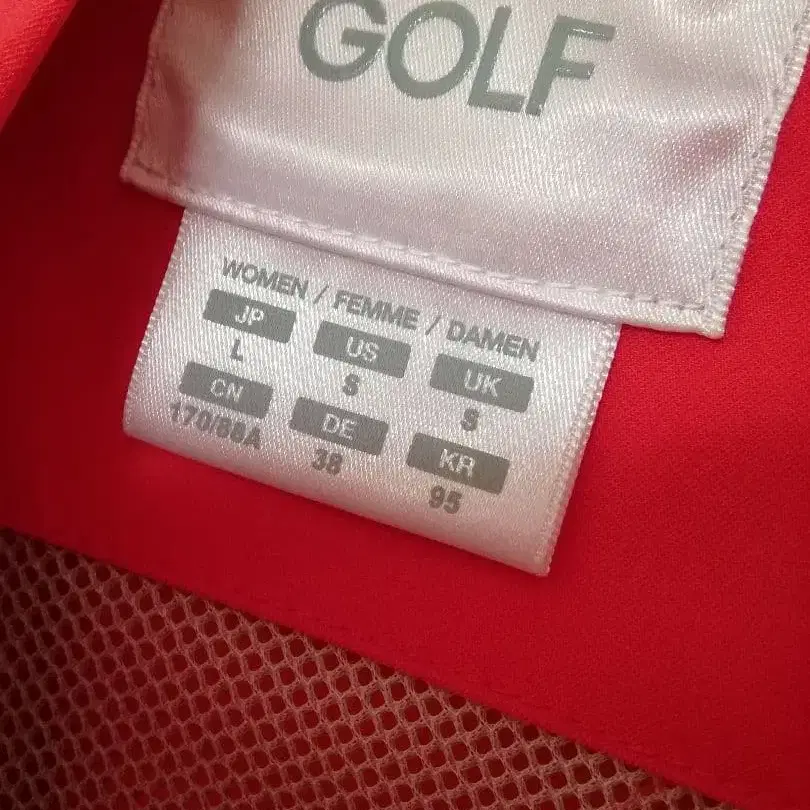 GOLF
WOMEN / FEMME / DAMEN
JP US UK
L S S
CN DE KR
170/88A 38 95